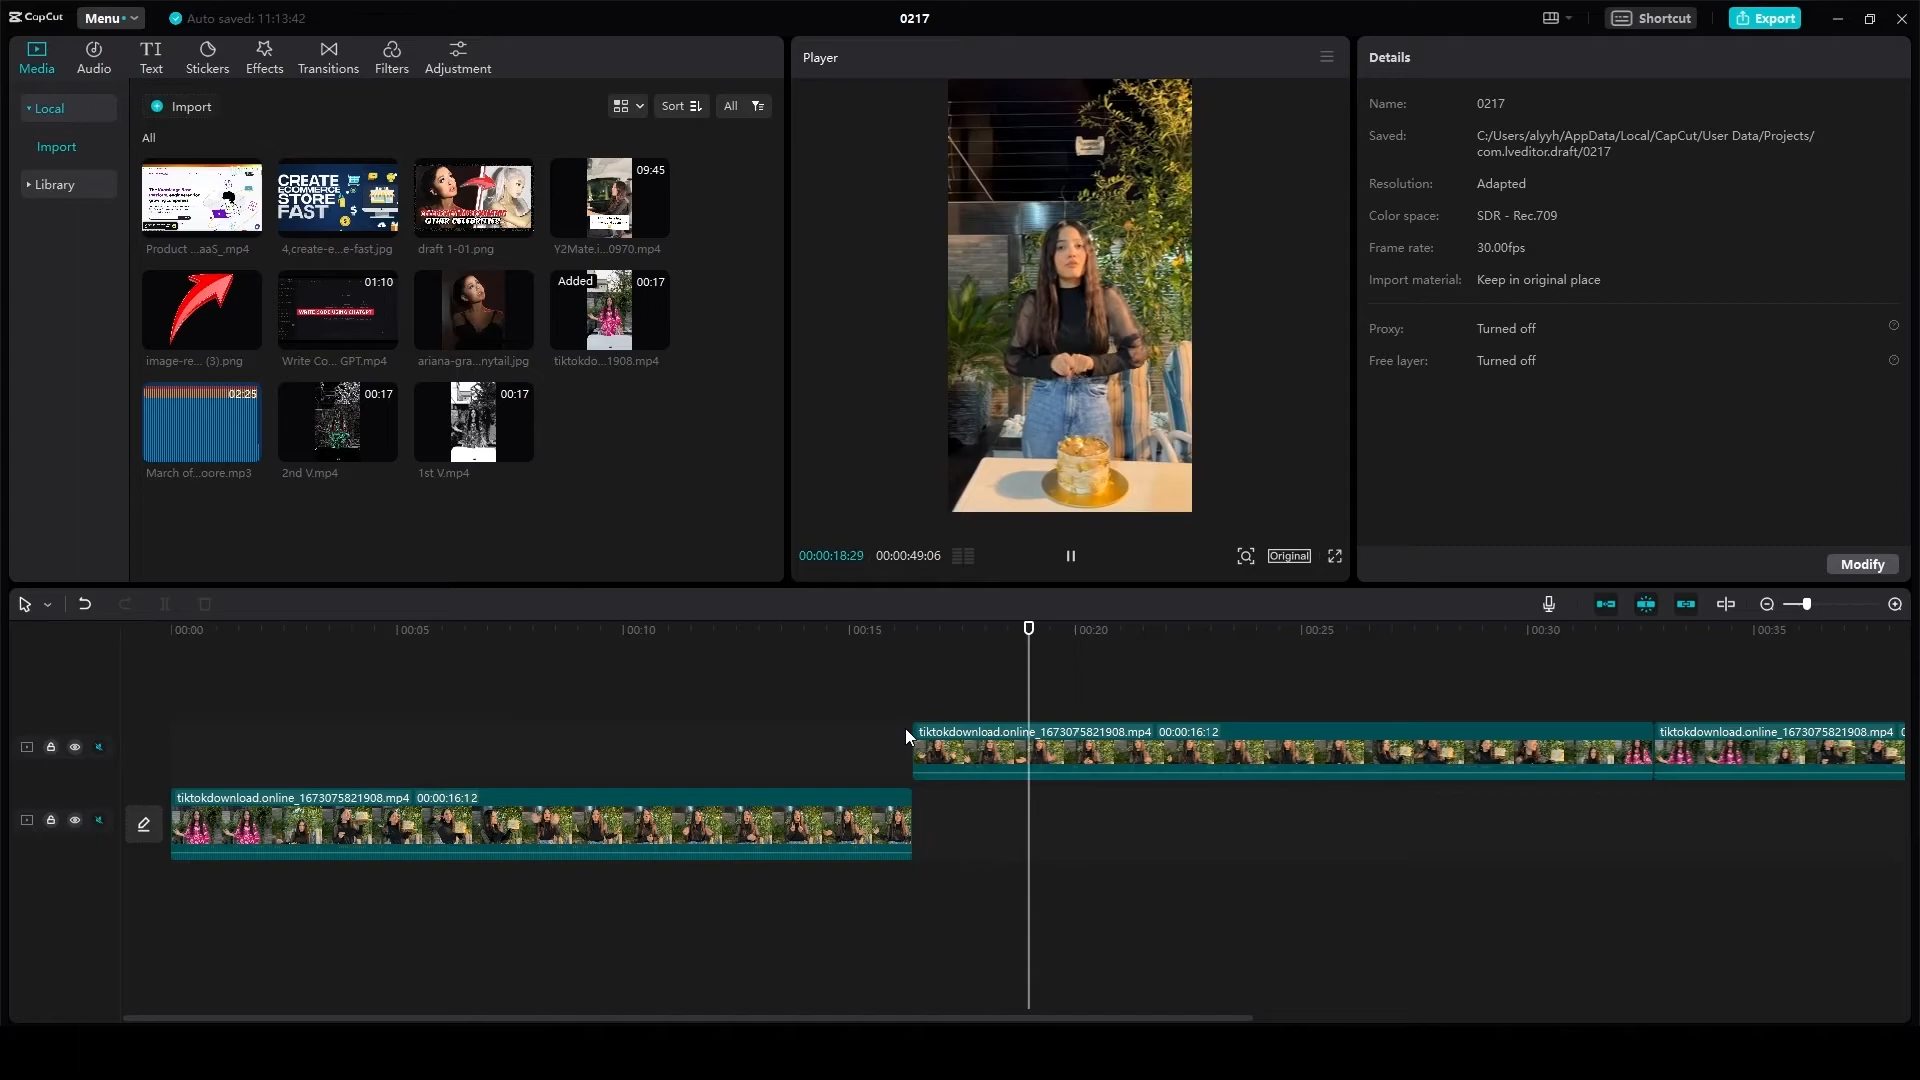 CapCut
Menu
Auto saved: 11:13:42
0217
Shortcut
Export
Media
Audio
TI
Text
Stickers
Effects
Transitions
Filters
Adjustment
Local
Import
Library
Import
Sort
All
All
Product ...aaS_.mp4
CREATE
ECOMMERCE
STORE
FAST
4.create-e...e-fast.jpg
draft 1-01.png
09:45
Y2Mate.i...0970.mp4
image-re... (3).png
01:10
WRITE CODE USING CHATGPT
Write Co... GPT.mp4
ariana-gra...nytail.jpg
Added
00:17
tiktokdo...1908.mp4
02:25
March of...oore.mp3
00:17
2nd V.mp4
00:17
1st V.mp4
Player
00:00:18:29
00:00:49:06
Original
Details
Name:
0217
Saved:
C:/Users/alyyh/AppData/Local/CapCut/User Data/Projects/
com.lveditor.draft/0217
Resolution:
Adapted
Color space:
SDR - Rec.709
Frame rate:
30.00fps
Import material:
Keep in original place
Proxy:
Turned off
Free layer:
Turned off
Modify
00:00
00:05
00:10
00:15
00:20
00:25
00:30
00:35
tiktokdownload.online_1673075821908.mp4 00:00:16:12
tiktokdownload.online_1673075821908.mp4
tiktokdownload.online_1673075821908.mp4 00:00:16:12